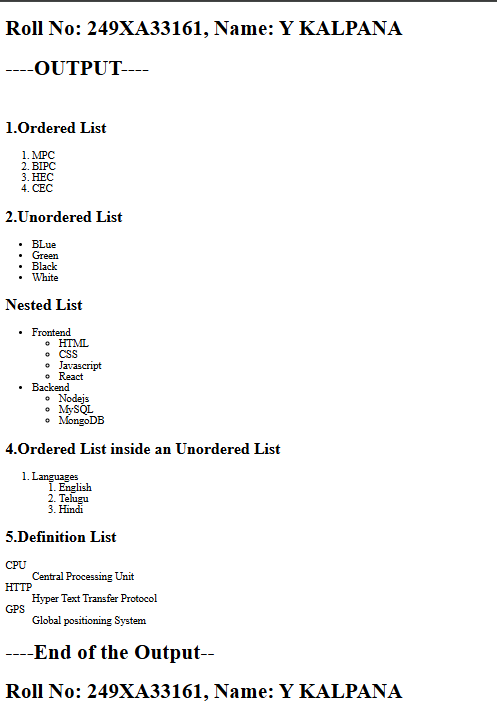 Roll No: 249XA33161, Name: Y KALPANA
----OUTPUT----
1.Ordered List
1. MPC
2. BIPC
3. HEC
4. CEC
2.Unordered List
• BLue
• Green
• Black
• White
Nested List
• Frontend
◦ HTML
◦ CSS
◦ Javascript
◦ React
• Backend
◦ Nodejs
◦ MySQL
◦ MongoDB
4.Ordered List inside an Unordered List
1. Languages
1. English
2. Telugu
3. Hindi
5.Definition List
CPU
Central Processing Unit
HTTP
Hyper Text Transfer Protocol
GPS
Global positioning System
----End of the Output--
Roll No: 249XA33161, Name: Y KALPANA